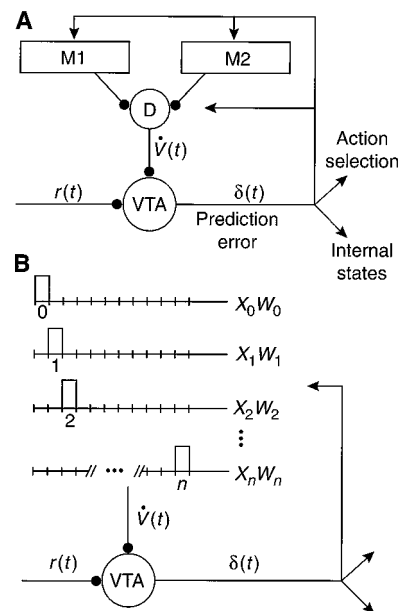 A
M1
M2
D
V̇(t)
Action
selection
r(t)
VTA
δ(t)
Prediction
error
Internal
states
B
0
X₀W₀
1
X₁W₁
2
X₂W₂
⋮
// ••• //
n
XₙWₙ
V̇(t)
r(t)
VTA
δ(t)